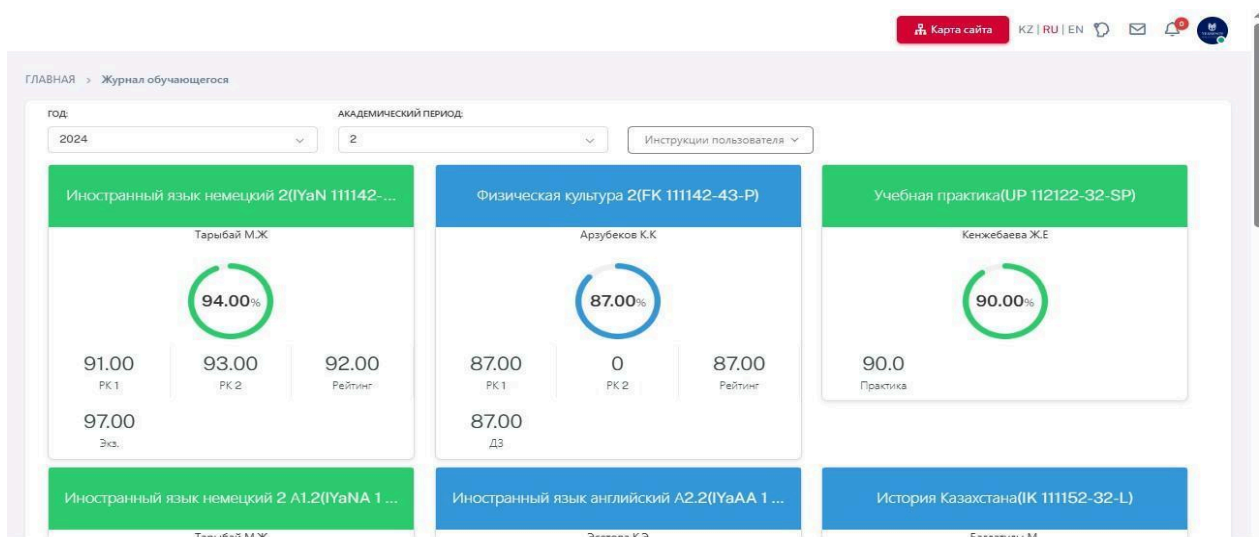 Карта сайта KZ | RU | EN 0
ГЛАВНАЯ > Журнал обучающегося
ГОД: АКАДЕМИЧЕСКИЙ ПЕРИОД:
2024 2 Инструкции пользователя
Иностранный язык немецкий 2(IYaN 111142-...
Тарыбай М.Ж
94.00%
91.00 93.00 92.00
РК 1 РК 2 Рейтинг
97.00
Экз.
Физическая культура 2(FK 111142-43-P)
Арзубеков К.К
87.00%
87.00 0 87.00
РК 1 РК 2 Рейтинг
87.00
ДЗ
Учебная практика(UP 112122-32-SP)
Кенжебаева Ж.Е
90.00%
90.0
Практика
Иностранный язык немецкий 2 А1.2(IYaNA 1 ...
Тарыбай М.Ж
Иностранный язык английский А2.2(IYaAA 1 ...
История Казахстана(IK 111152-32-L)